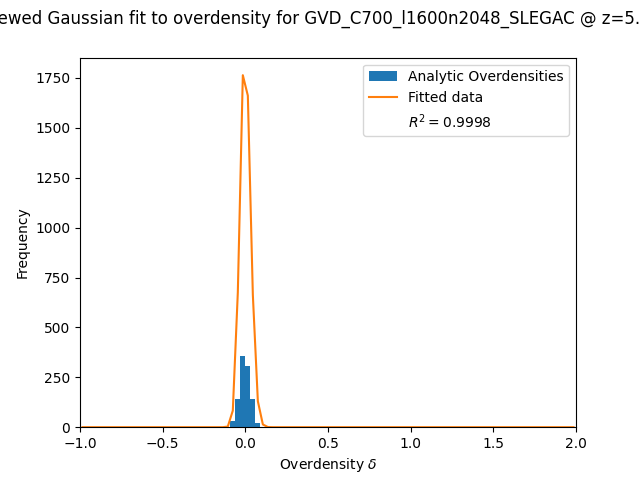 ewed Gaussian fit to overdensity for GVD_C700_l1600n2048_SLEGAC @ z=5.
Analytic Overdensities
Fitted data
R² = 0.9998
Frequency
1750
1500
1250
1000
750
500
250
0
−1.0 −0.5 0.0 0.5 1.0 1.5 2.0
Overdensity δ